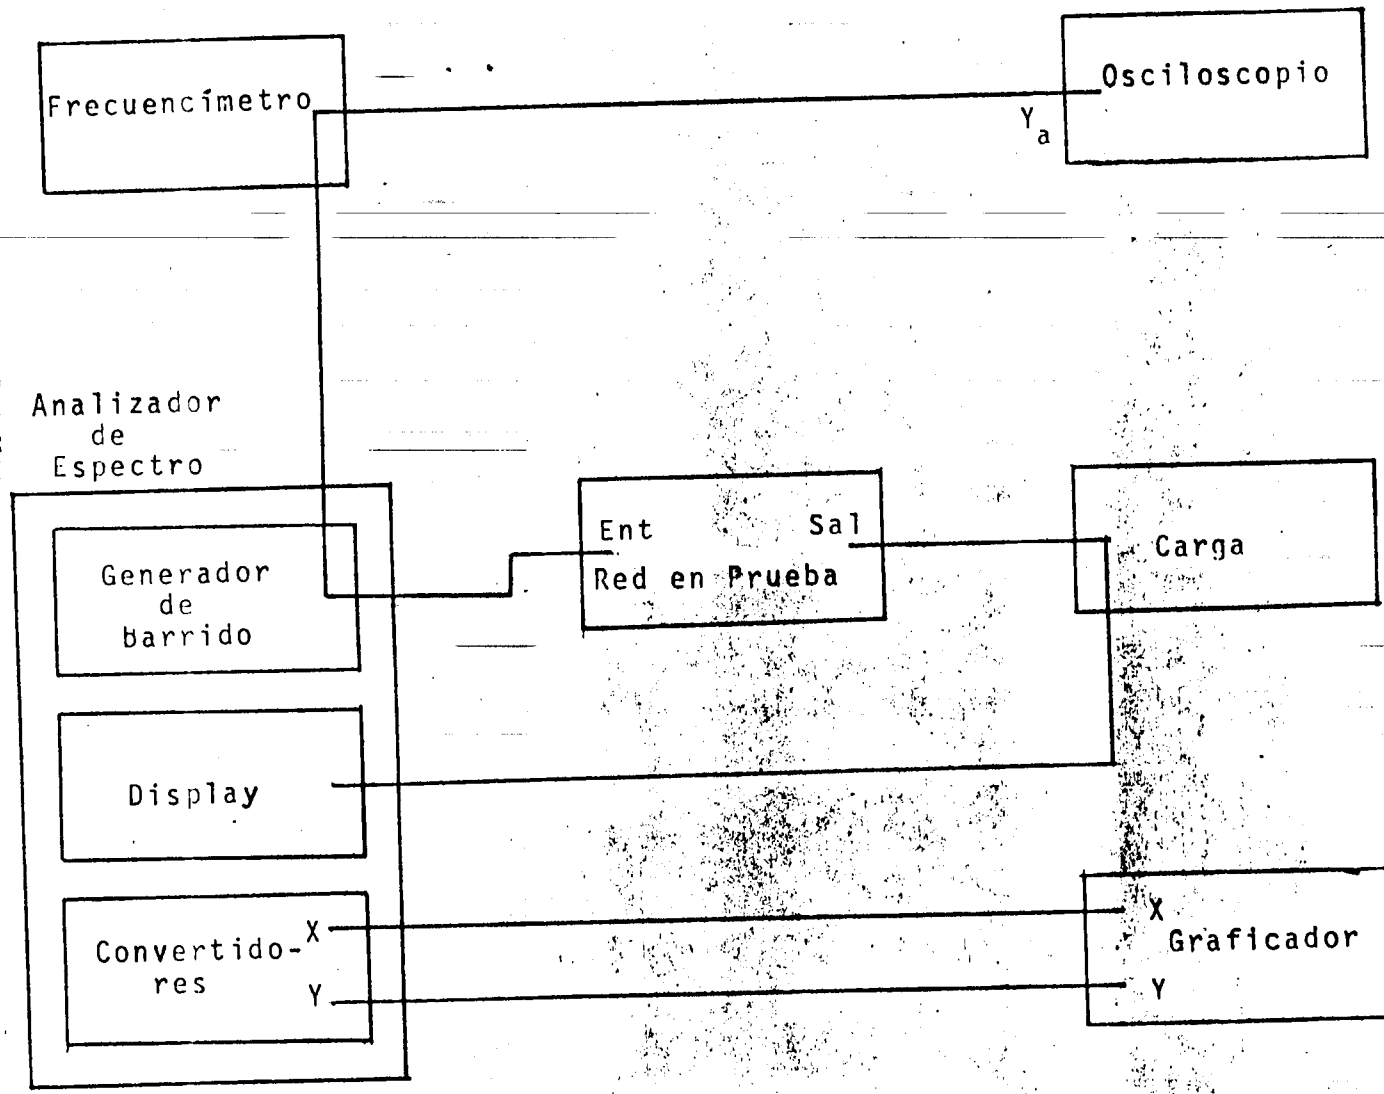 Frecuencímetro
Osciloscopio
Ya
Analizador
de
Espectro
Generador
de
Barrido
Ent
Sal
Red en Prueba
Carga
Display
Convertido-
res
X
Y
X
Graficador
Y